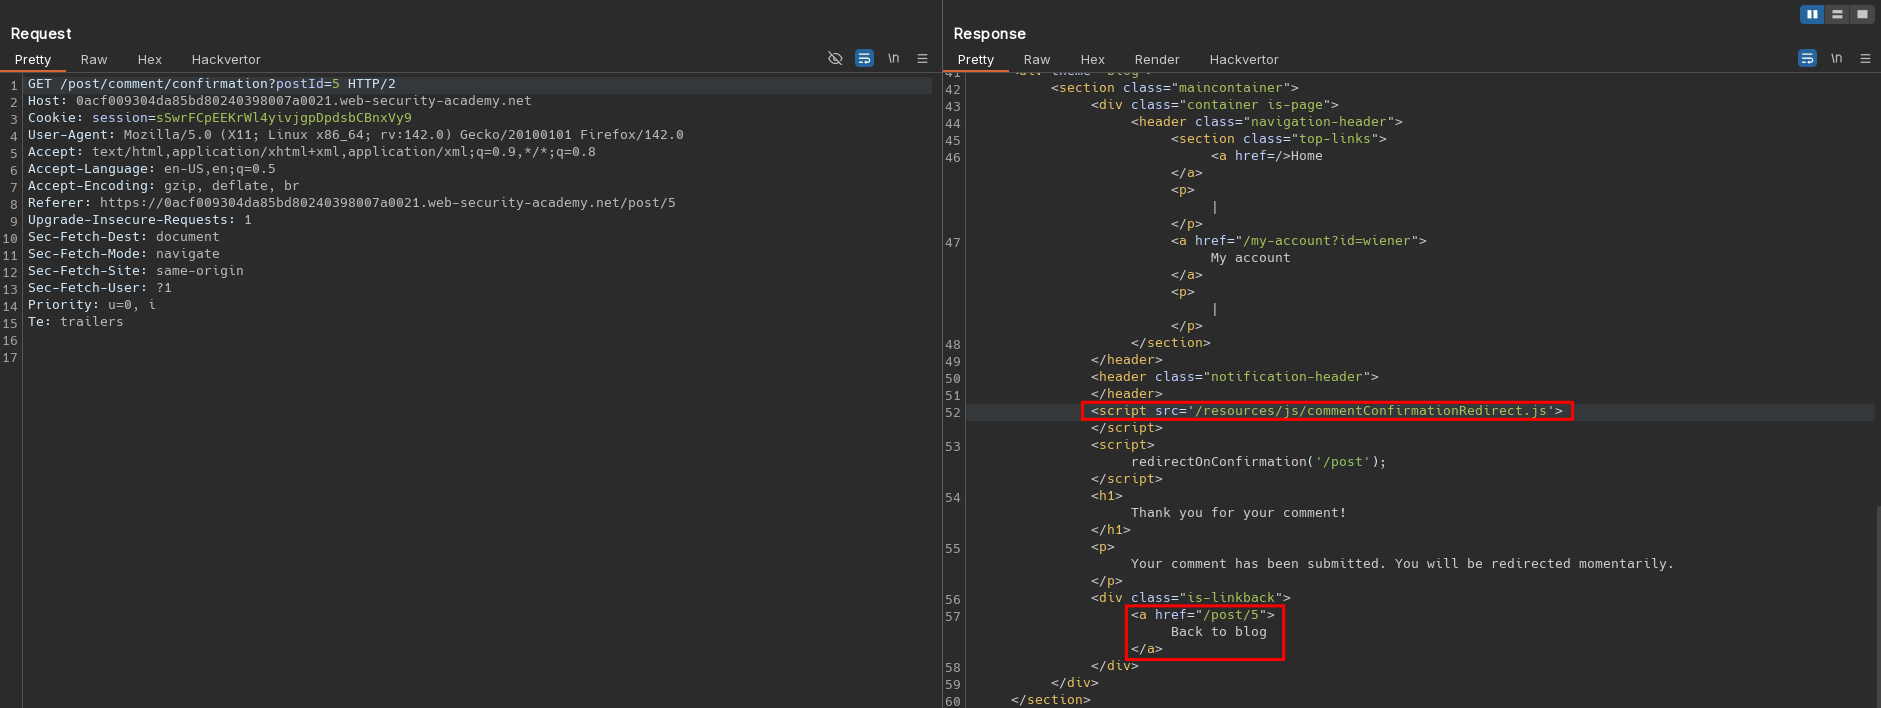 Request
Pretty Raw Hex Hackvertor \n
1 GET /post/comment/confirmation?postId=5 HTTP/2
2 Host: 0acf009304da85bd80240398007a0021.web-security-academy.net
3 Cookie: session=sSwrFCpEEKrWl4yivjgpDpdsbCBnxVy9
4 User-Agent: Mozilla/5.0 (X11; Linux x86_64; rv:142.0) Gecko/20100101 Firefox/142.0
5 Accept: text/html,application/xhtml+xml,application/xml;q=0.9,*/*;q=0.8
6 Accept-Language: en-US,en;q=0.5
7 Accept-Encoding: gzip, deflate, br
8 Referer: https://0acf009304da85bd80240398007a0021.web-security-academy.net/post/5
9 Upgrade-Insecure-Requests: 1
10 Sec-Fetch-Dest: document
11 Sec-Fetch-Mode: navigate
12 Sec-Fetch-Site: same-origin
13 Sec-Fetch-User: ?1
14 Priority: u=0, i
15 Te: trailers
16
17
Response
Pretty Raw Hex Render Hackvertor \n
41 <div theme="blog">
42 <section class="maincontainer">
43 <div class="container is-page">
44 <header class="navigation-header">
45 <section class="top-links">
46 <a href=/>Home
</a>
<p>
|
</p>
47 <a href="/my-account?id=wiener">
My account
</a>
<p>
|
</p>
48 </section>
49 </header>
50 <header class="notification-header">
51 </header>
52 <script src='/resources/js/commentConfirmationRedirect.js'>
</script>
53 <script>
redirectOnConfirmation('/post');
</script>
54 <h1>
Thank you for your comment!
</h1>
55 <p>
Your comment has been submitted. You will be redirected momentarily.
</p>
56 <div class="is-linkback">
57 <a href="/post/5">
Back to blog
</a>
58 </div>
59 </div>
60 </section>